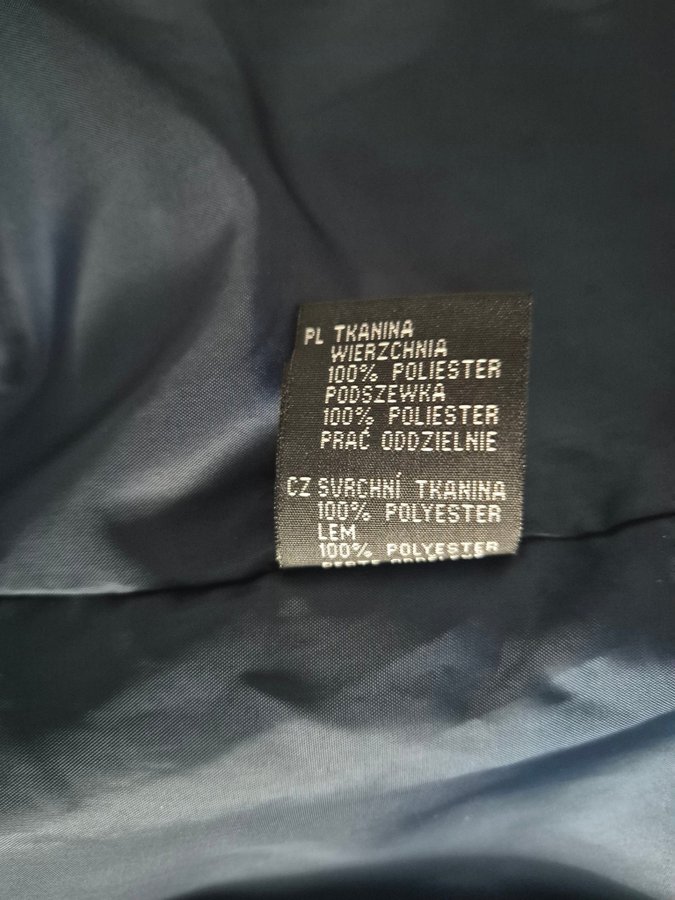 PL TKANINA
WIERZCHNIA
100% POLIESTER
PODSZEWKA
100% POLIESTER
PRAĆ ODDZIELNIE
CZ SVRCHNÍ TKANINA
100% POLYESTER
LEM
100% POLYESTER